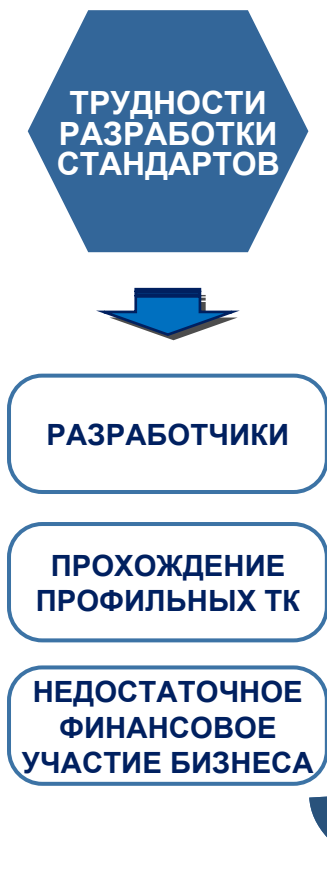 ТРУДНОСТИ
РАЗРАБОТКИ
СТАНДАРТОВ
РАЗРАБОТЧИКИ
ПРОХОЖДЕНИЕ
ПРОФИЛЬНЫХ ТК
НЕДОСТАТОЧНОЕ
ФИНАНСОВОЕ
УЧАСТИЕ БИЗНЕСА